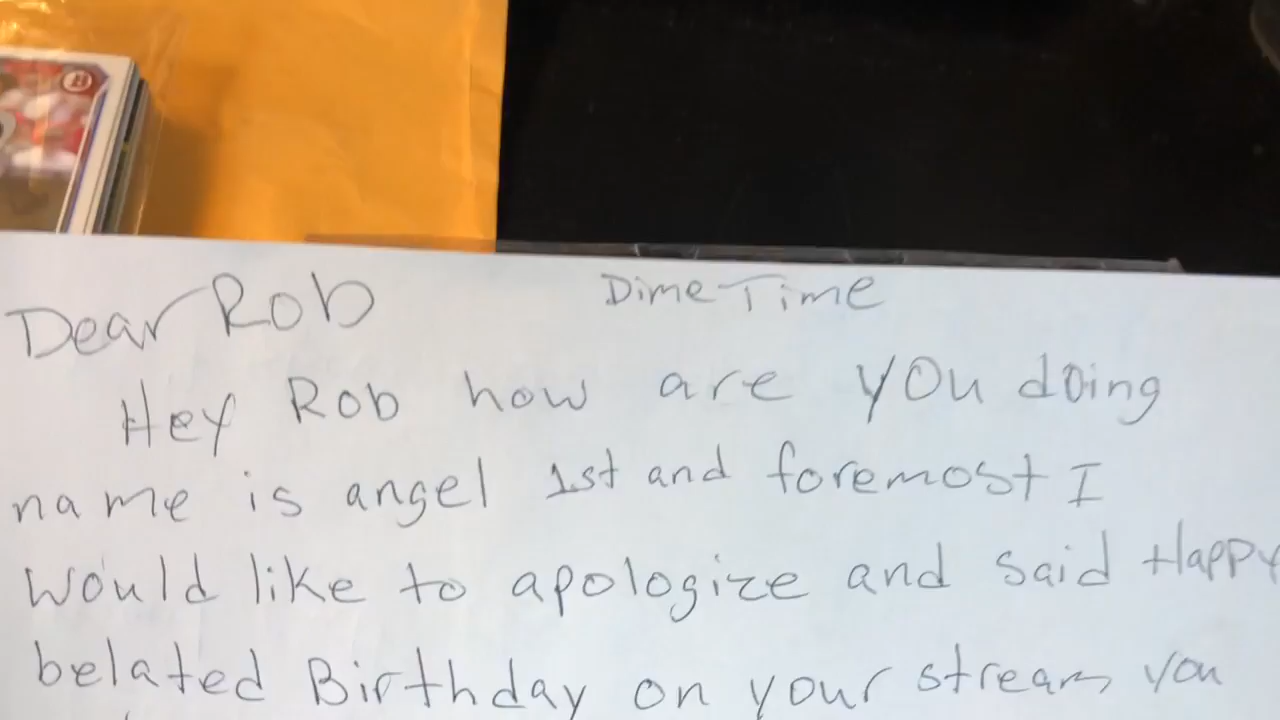 Dear Rob Dime Time
Hey Rob how are you doing
name is angel 1st and foremost I
would like to apologize and said Happy
belated Birthday on your stream you